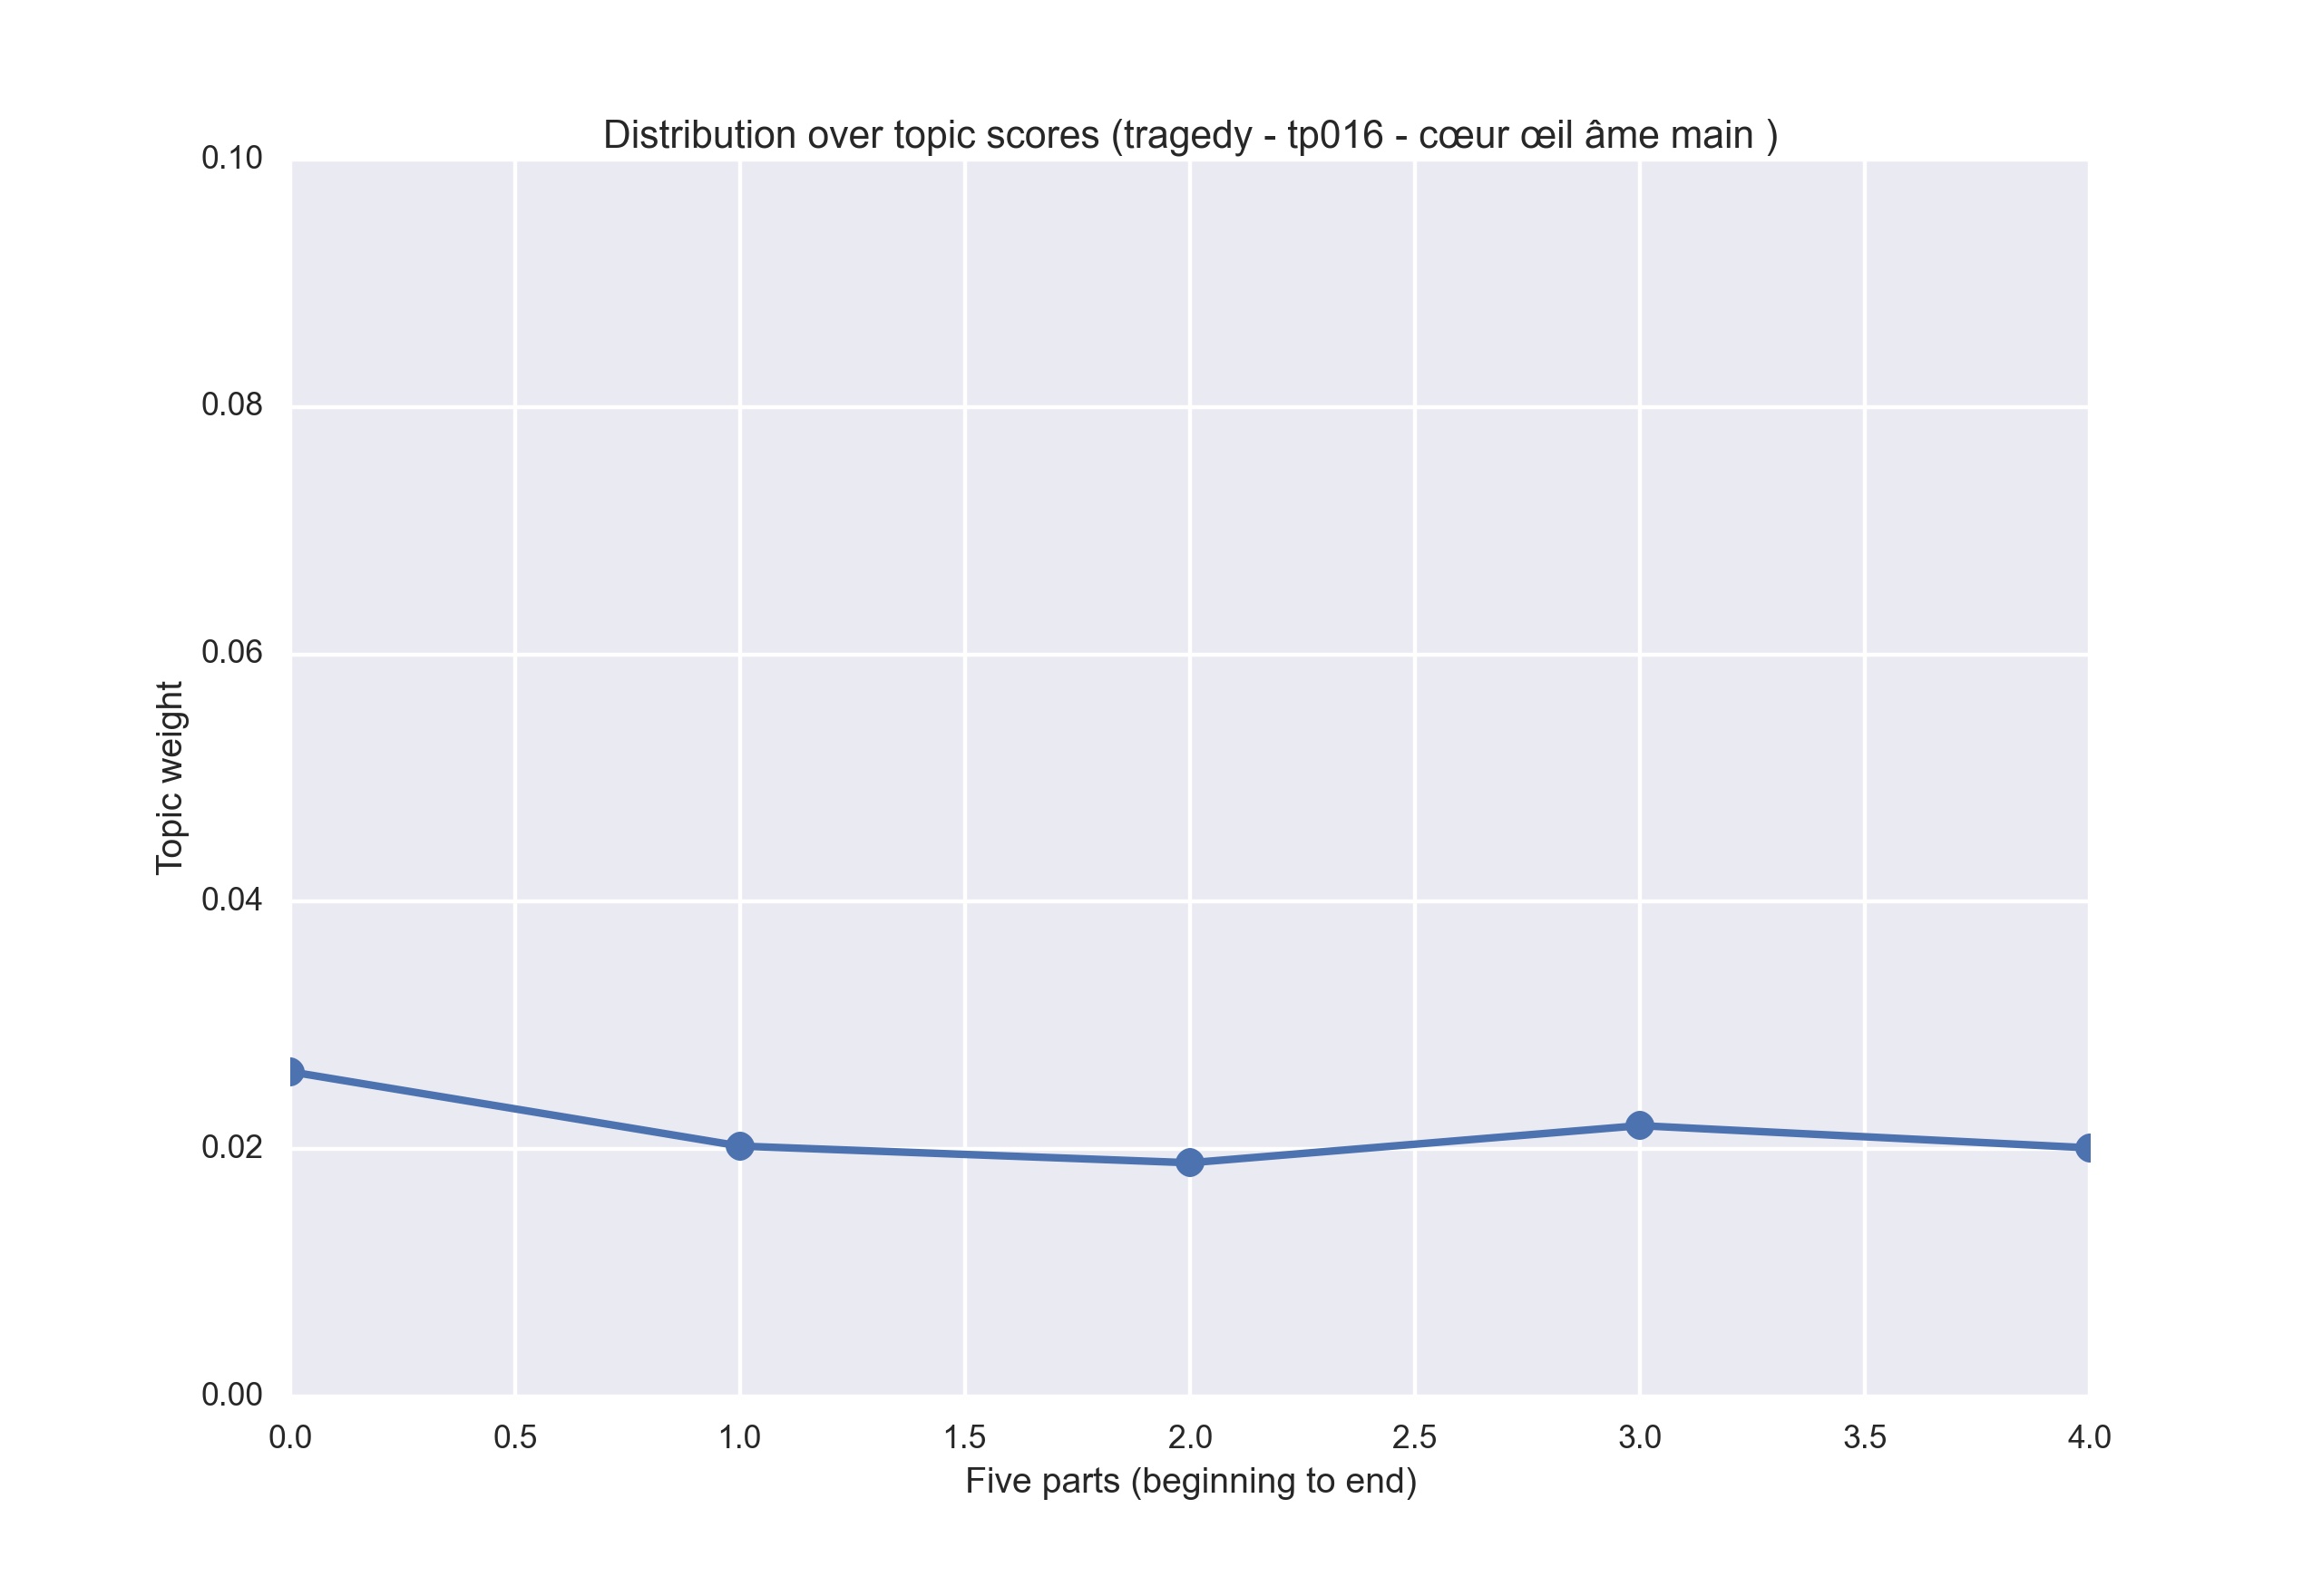 Distribution over topic scores (tragedy - tp016 - cœur œil âme main )
0.10
0.08
0.06
0.04
0.02
0.00
Topic weight
0.0 0.5 1.0 1.5 2.0 2.5 3.0 3.5 4.0
Five parts (beginning to end)